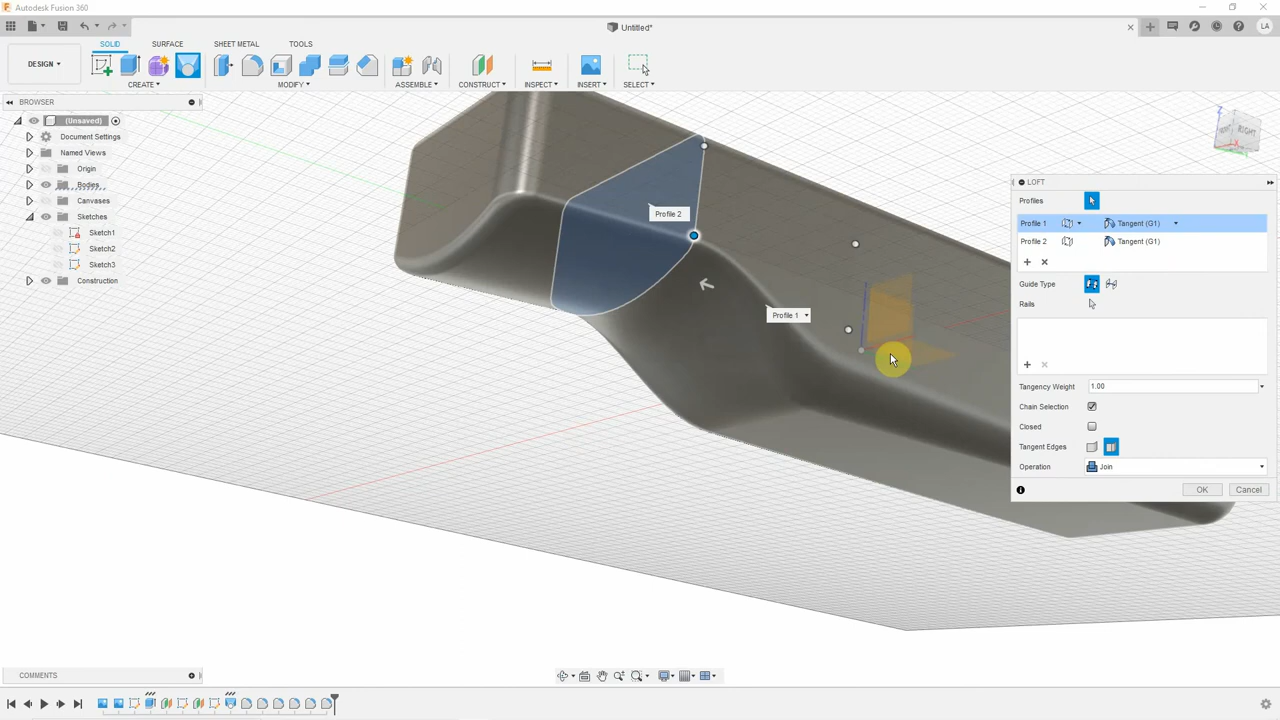 Autodesk Fusion 360
Untitled*
LA
SOLID SURFACE SHEET METAL TOOLS
DESIGN
CREATE MODIFY ASSEMBLE CONSTRUCT INSPECT INSERT SELECT
BROWSER
(Unsaved)
Document Settings
Named Views
Origin
Bodies
Canvases
Sketches
Sketch1
Sketch2
Sketch3
Construction
Profile 2
Profile 1
Z
RIGHT
X
LOFT
Profiles
Profile 1 Tangent (G1)
Profile 2 Tangent (G1)
Guide Type
Rails
Tangency Weight 1.00
Chain Selection
Closed
Tangent Edges
Operation Join
OK Cancel
COMMENTS